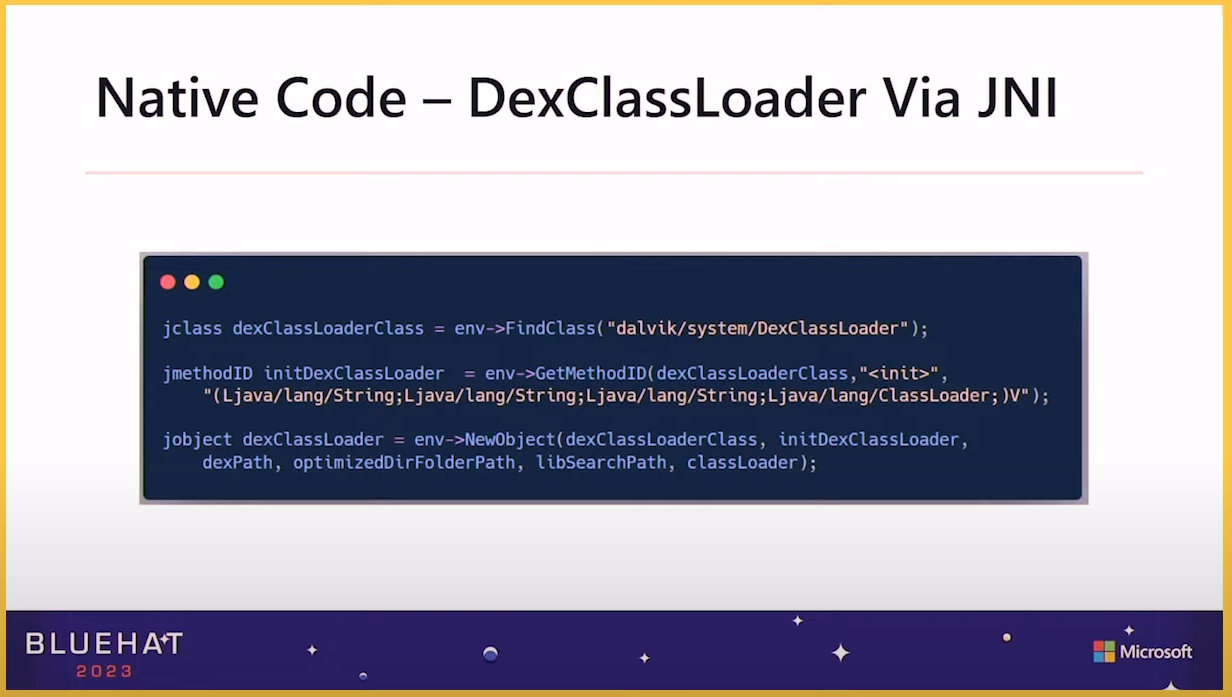 Native Code – DexClassLoader Via JNI
jclass dexClassLoaderClass = env->FindClass("dalvik/system/DexClassLoader");
jmethodID initDexClassLoader  = env->GetMethodID(dexClassLoaderClass,"<init>",
"(Ljava/lang/String;Ljava/lang/String;Ljava/lang/String;Ljava/lang/ClassLoader;)V");
jobject dexClassLoader = env->NewObject(dexClassLoaderClass, initDexClassLoader,
dexPath, optimizedDirFolderPath, libSearchPath, classLoader);
BLUEHAT
2023
Microsoft